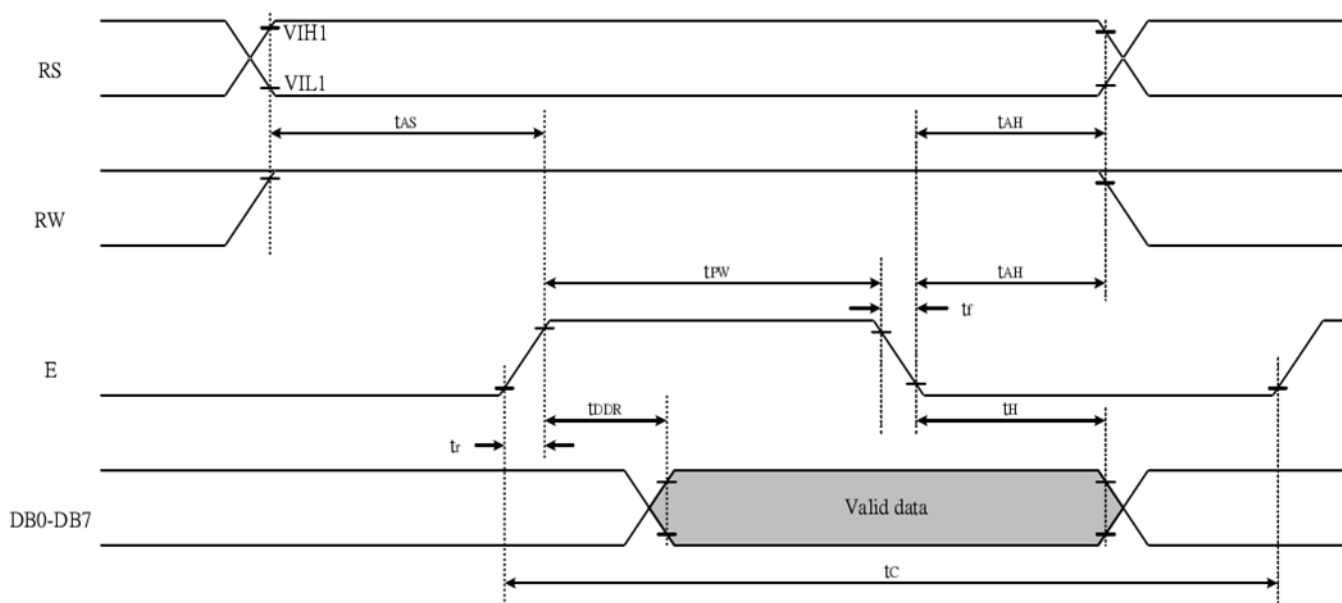 VIH1
RS
VIL1
tAS tAH
RW
tPW tAH
tf
E
tDDR tH
tr
Valid data
DB0-DB7
tC